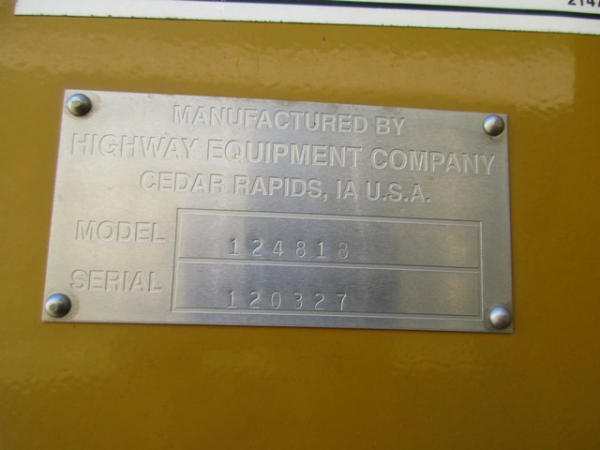 MANUFACTURED BY
HIGHWAY EQUIPMENT COMPANY
CEDAR RAPIDS, IA U.S.A.
MODEL 124818
SERIAL 120327